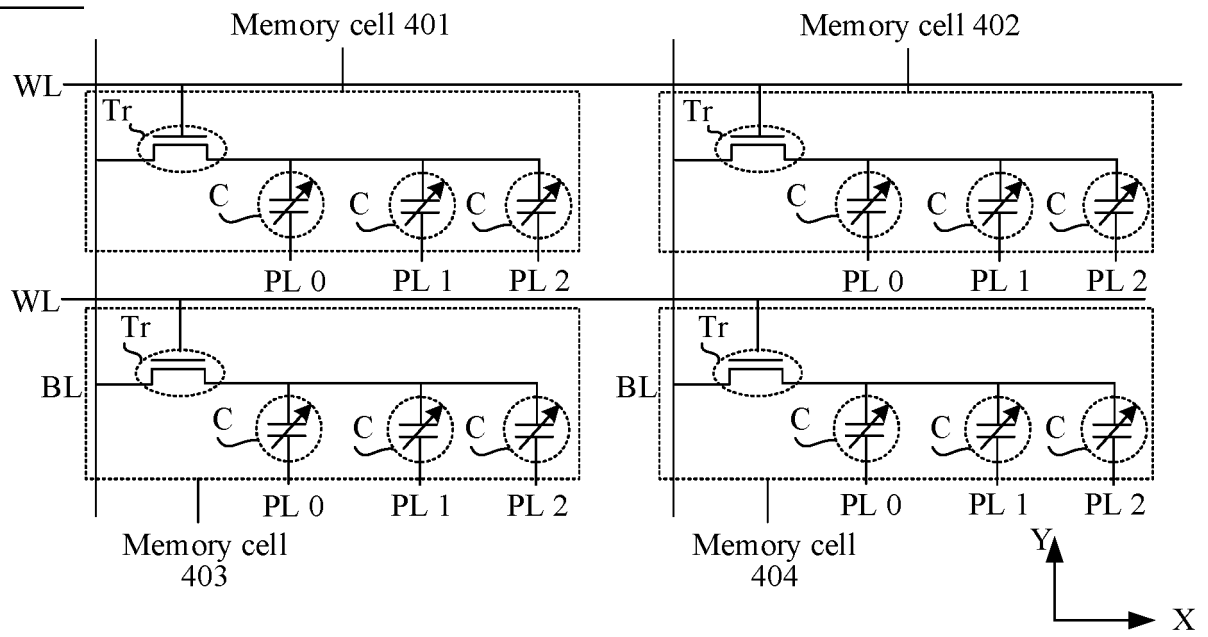 Memory cell 401 Memory cell 402
WL
Tr Tr
C C C C C C
PL 0 PL 1 PL 2 PL 0 PL 1 PL 2
WL
Tr Tr
BL BL
C C C C C C
PL 0 PL 1 PL 2 PL 0 PL 1 PL 2
Memory cell Memory cell
403 404
Y
X